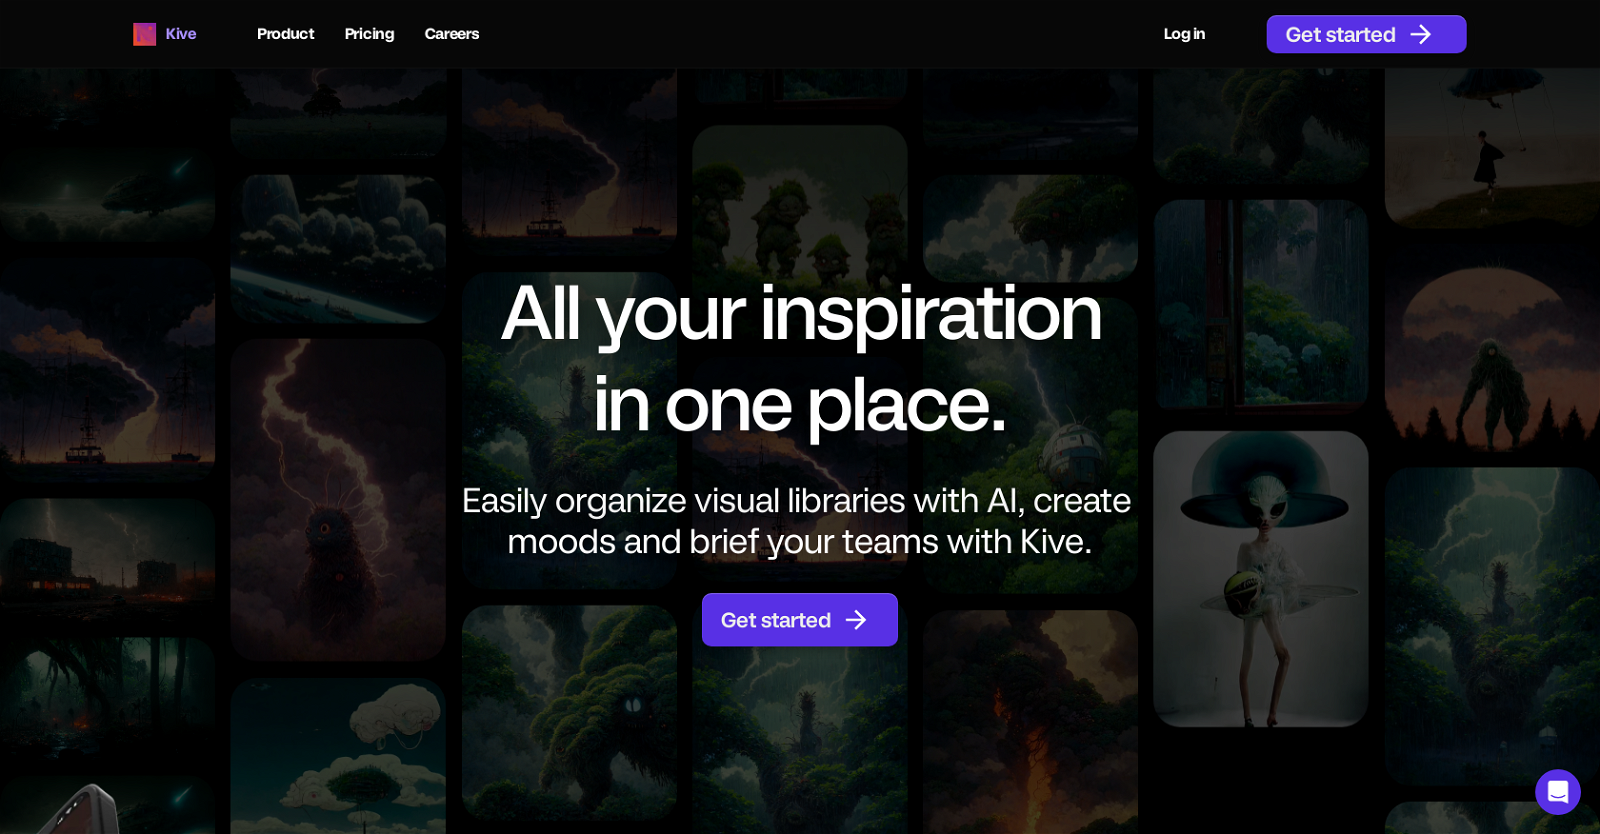 Kive
Product
Pricing
Careers
Log in
Get started
All your inspiration
in one place.
Easily organize visual libraries with AI, create
moods and brief your teams with Kive.
Get started